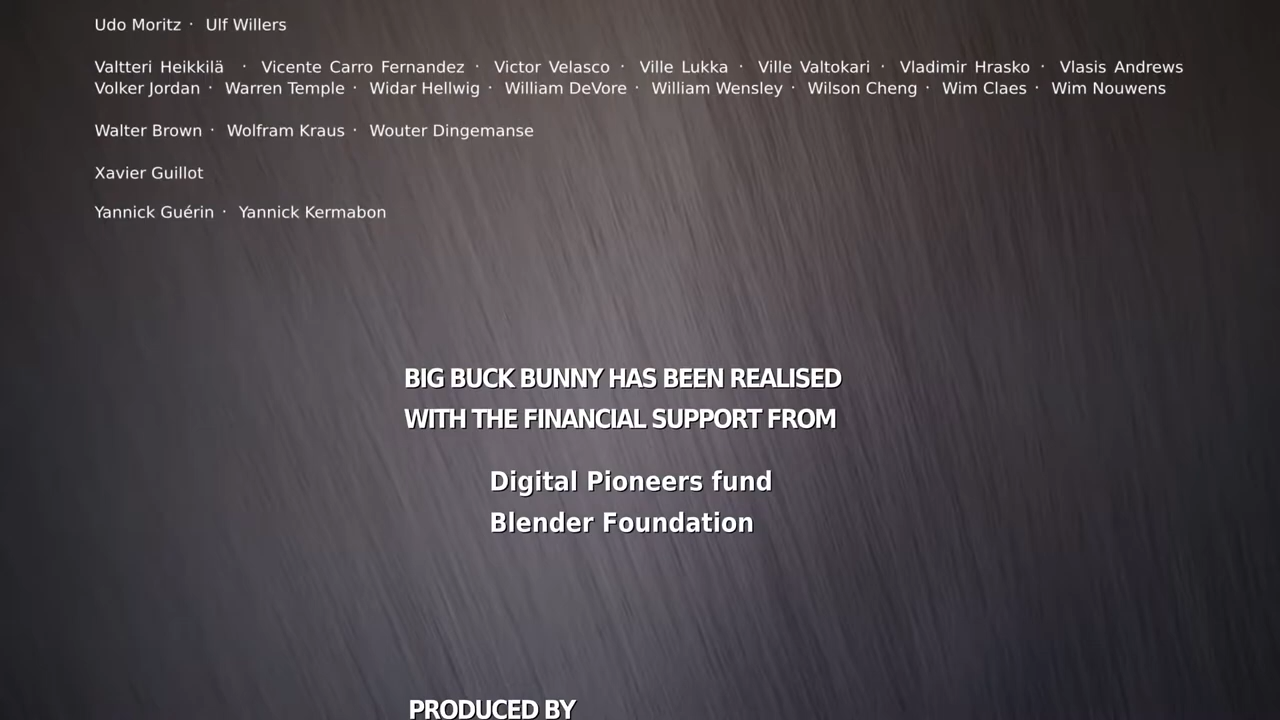 Udo Moritz · Ulf Willers
Valtteri Heikkilä · Vicente Carro Fernandez · Victor Velasco · Ville Lukka · Ville Valtokari · Vladimir Hrasko · Vlasis Andrews
Volker Jordan · Warren Temple · Widar Hellwig · William DeVore · William Wensley · Wilson Cheng · Wim Claes · Wim Nouwens
Walter Brown · Wolfram Kraus · Wouter Dingemanse
Xavier Guillot
Yannick Guérin · Yannick Kermabon
BIG BUCK BUNNY HAS BEEN REALISED
WITH THE FINANCIAL SUPPORT FROM
Digital Pioneers fund
Blender Foundation
PRODUCED BY